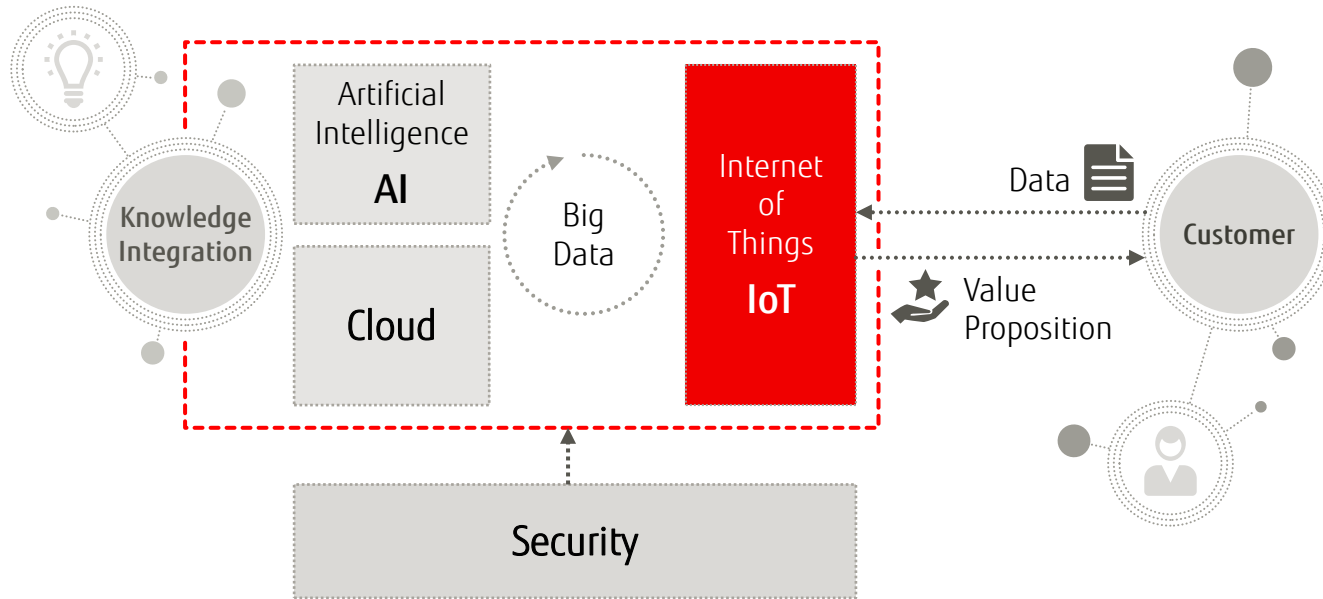 Knowledge
Integration
Artificial
Intelligence
AI
Cloud
Big
Data
Internet
of
Things
IoT
Data
Value
Proposition
Customer
Security